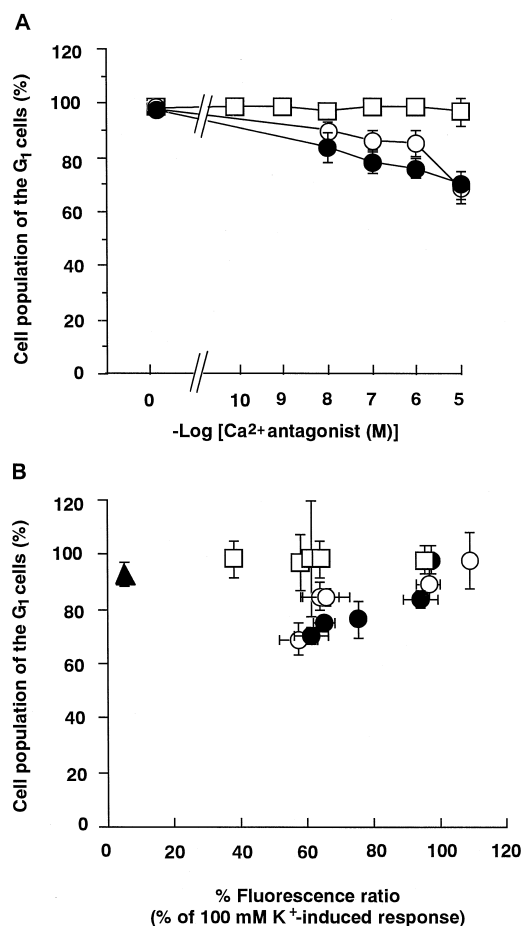 A
Cell population of the G1 cells (%)
120
100
80
60
40
20
0
0 10 9 8 7 6 5
-Log [Ca2+ antagonist (M)]
B
Cell population of the G1 cells (%)
120
100
80
60
40
20
0
0 20 40 60 80 100 120
% Fluorescence ratio
(% of 100 mM K+-induced response)